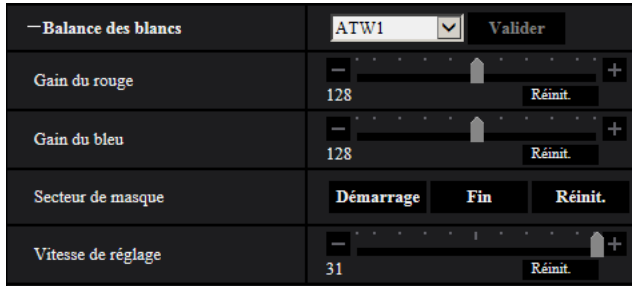 −Balance des blancs ATW1 Valider
Gain du rouge − +
128 Réinit.
Gain du bleu − +
128 Réinit.
Secteur de masque Démarrage Fin Réinit.
Vitesse de réglage − +
31 Réinit.